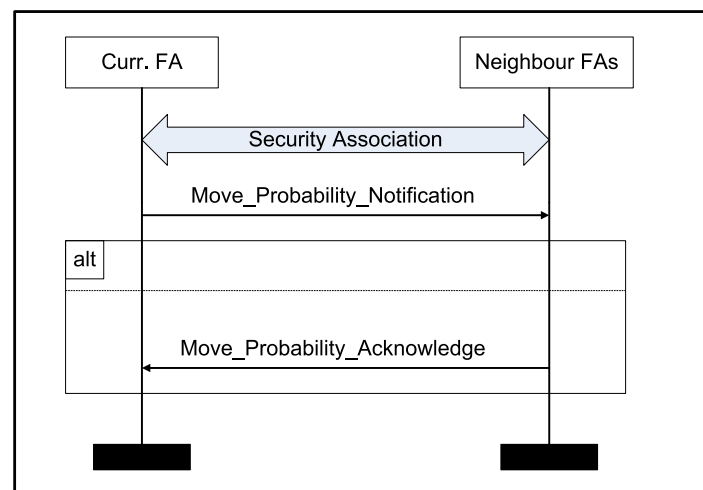 Curr. FA
Neighbour FAs
Security Association
Move_Probability_Notification
alt
Move_Probability_Acknowledge